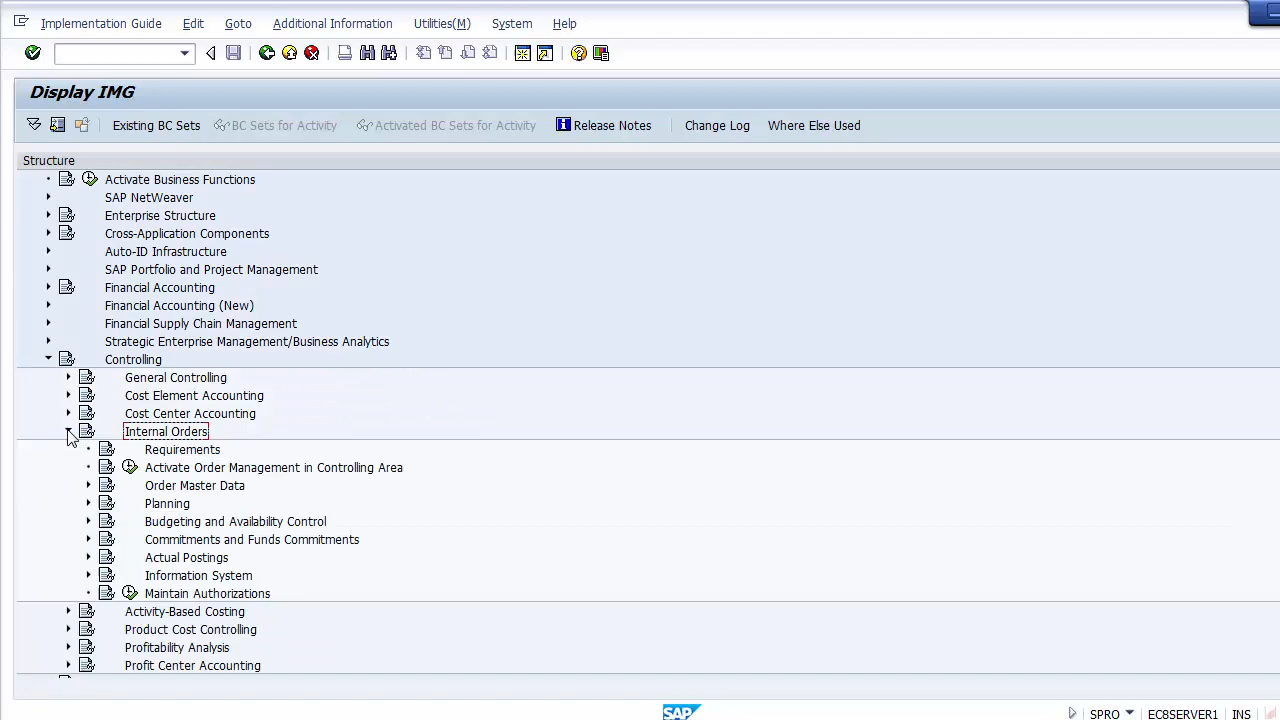 Implementation Guide Edit Goto Additional Information Utilities(M) System Help
Display IMG
Existing BC Sets BC Sets for Activity Activated BC Sets for Activity Release Notes Change Log Where Else Used
Structure
Activate Business Functions
SAP NetWeaver
Enterprise Structure
Cross-Application Components
Auto-ID Infrastructure
SAP Portfolio and Project Management
Financial Accounting
Financial Accounting (New)
Financial Supply Chain Management
Strategic Enterprise Management/Business Analytics
Controlling
General Controlling
Cost Element Accounting
Cost Center Accounting
Internal Orders
Requirements
Activate Order Management in Controlling Area
Order Master Data
Planning
Budgeting and Availability Control
Commitments and Funds Commitments
Actual Postings
Information System
Maintain Authorizations
Activity-Based Costing
Product Cost Controlling
Profitability Analysis
Profit Center Accounting
SAP SPRO EC8SERVER1 INS